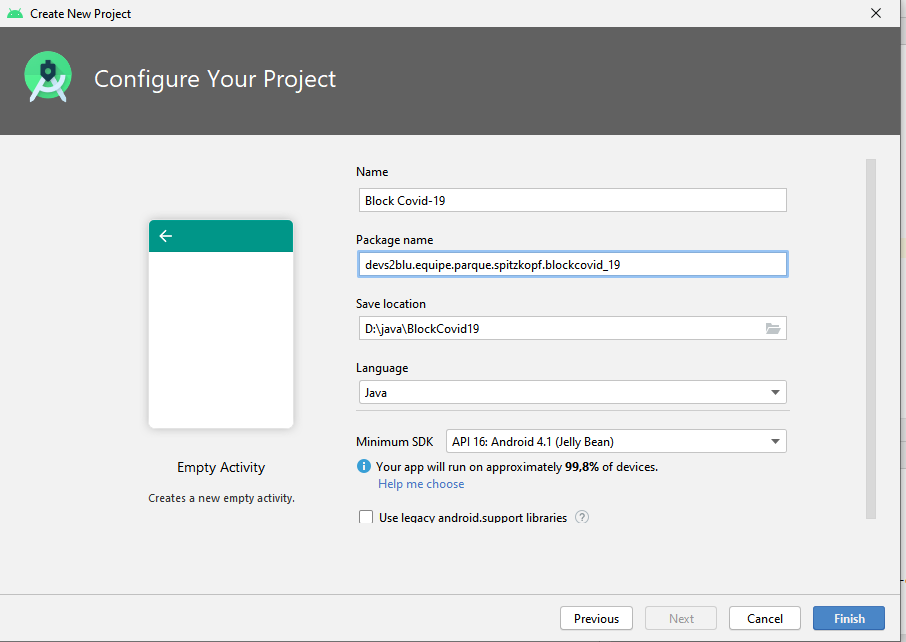 Create New Project
Configure Your Project
Name
Block Covid-19
Package name
devs2blu.equipe.parque.spitzkopf.blockcovid_19
Save location
D:\java\BlockCovid19
Language
Java
Minimum SDK API 16: Android 4.1 (Jelly Bean)
i Your app will run on approximately 99,8% of devices.
Help me choose
Use legacy android.support libraries ?
Empty Activity
Creates a new empty activity.
Previous Next Cancel Finish